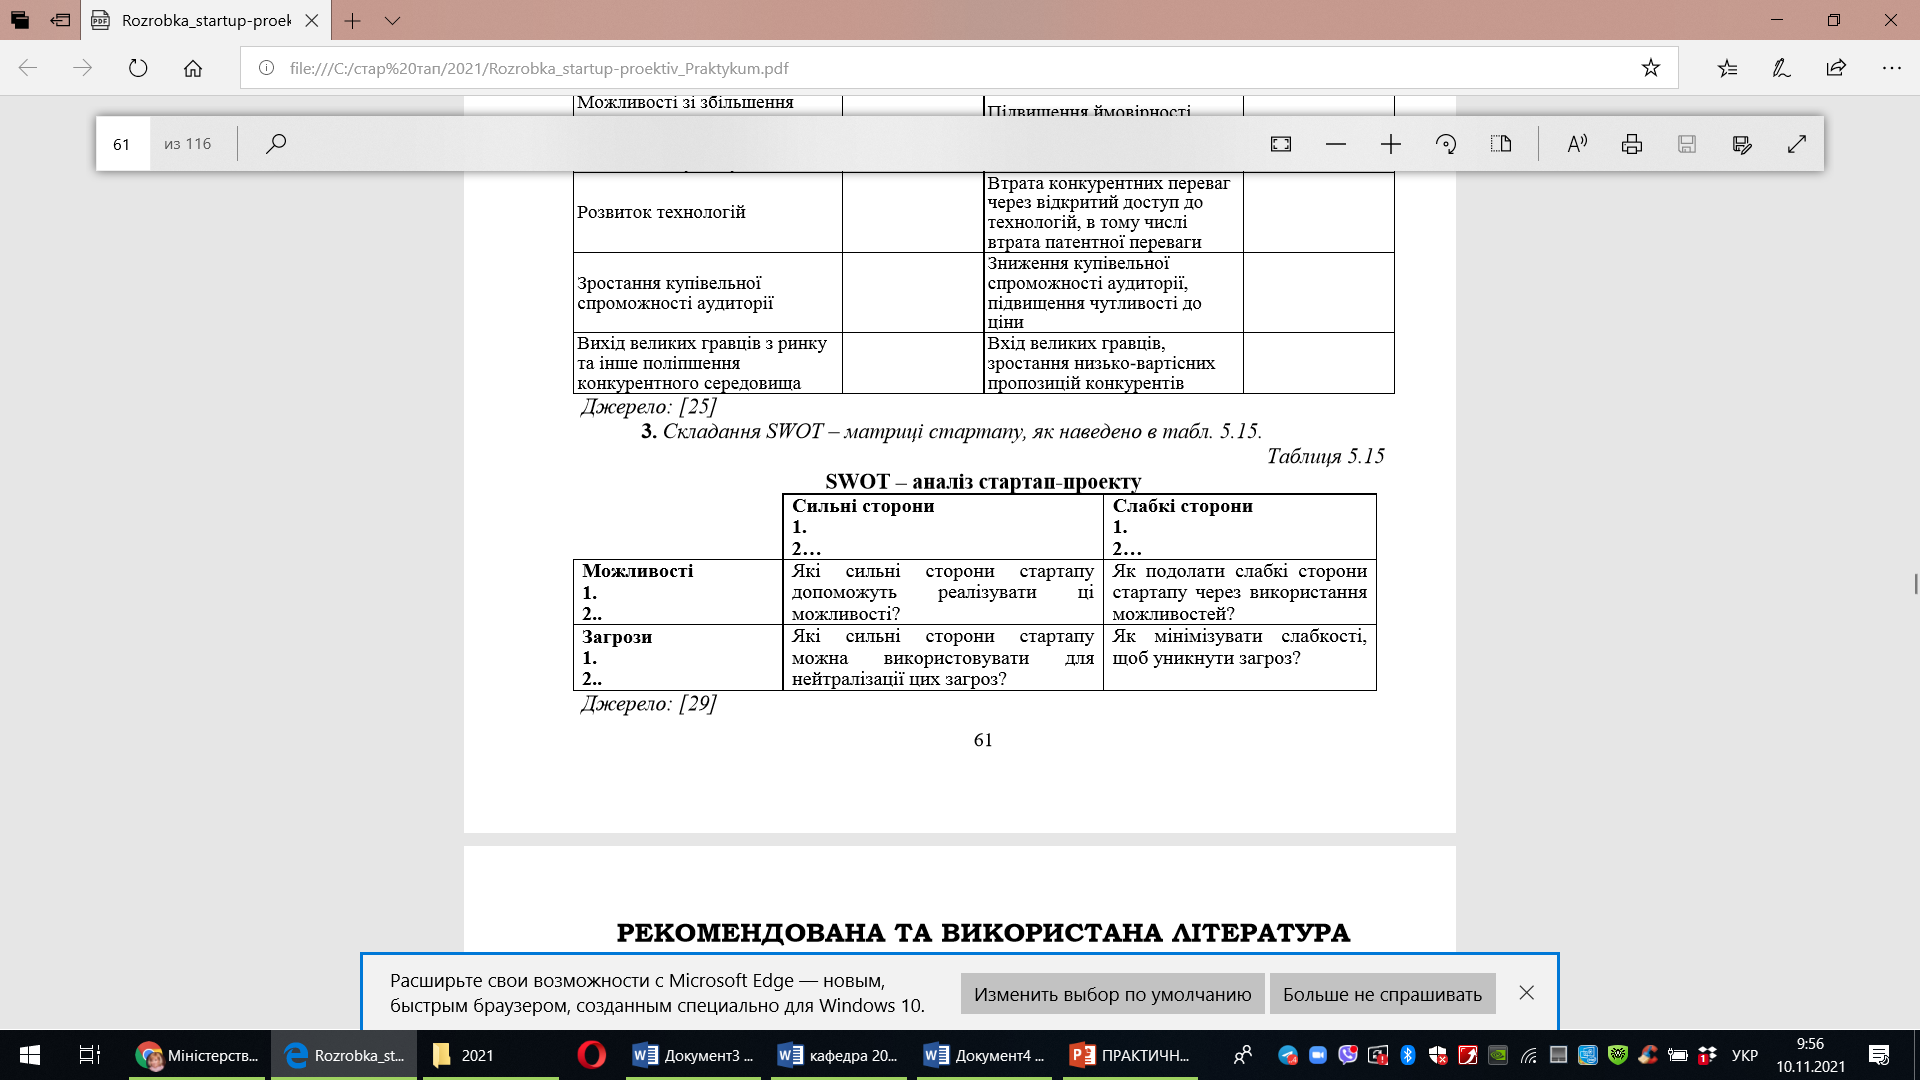 Rozrobka_startup-proek
file:///C:/стар%20тап/2021/Rozrobka_startup-proektiv_Praktykum.pdf
Можливості зі збільшення
Підвищення ймовірності
61
из 116
Розвиток технологій
Втрата конкурентних переваг
через відкритий доступ до
технологій, в тому числі
втрата патентної переваги
Зростання купівельної
спроможності аудиторії
Зниження купівельної
спроможності аудиторії,
підвищення чутливості до
ціни
Вихід великих гравців з ринку
та інше поліпшення
конкурентного середовища
Вхід великих гравців,
зростання низько-вартісних
пропозицій конкурентів
Джерело: [25]
3. Складання SWOT – матриці стартапу, як наведено в табл. 5.15.
Таблиця 5.15
SWOT – аналіз стартап-проекту
Сильні сторони
1.
2…
Слабкі сторони
1.
2…
Можливості
1.
2..
Які сильні сторони стартапу
допоможуть реалізувати ці
можливості?
Як подолати слабкі сторони
стартапу через використання
можливостей?
Загрози
1.
2..
Які сильні сторони стартапу
можна використовувати для
нейтралізації цих загроз?
Як мінімізувати слабкості,
щоб уникнути загроз?
Джерело: [29]
61
РЕКОМЕНДОВАНА ТА ВИКОРИСТАНА ЛІТЕРАТУРА
Расширьте свои возможности с Microsoft Edge — новым,
быстрым браузером, созданным специально для Windows 10.
Изменить выбор по умолчанию
Больше не спрашивать
Міністерств...
Rozrobka_st...
2021
Документ3 ...
кафедра 20...
Документ4 ...
ПРАКТИЧН...
УКР
9:56
10.11.2021